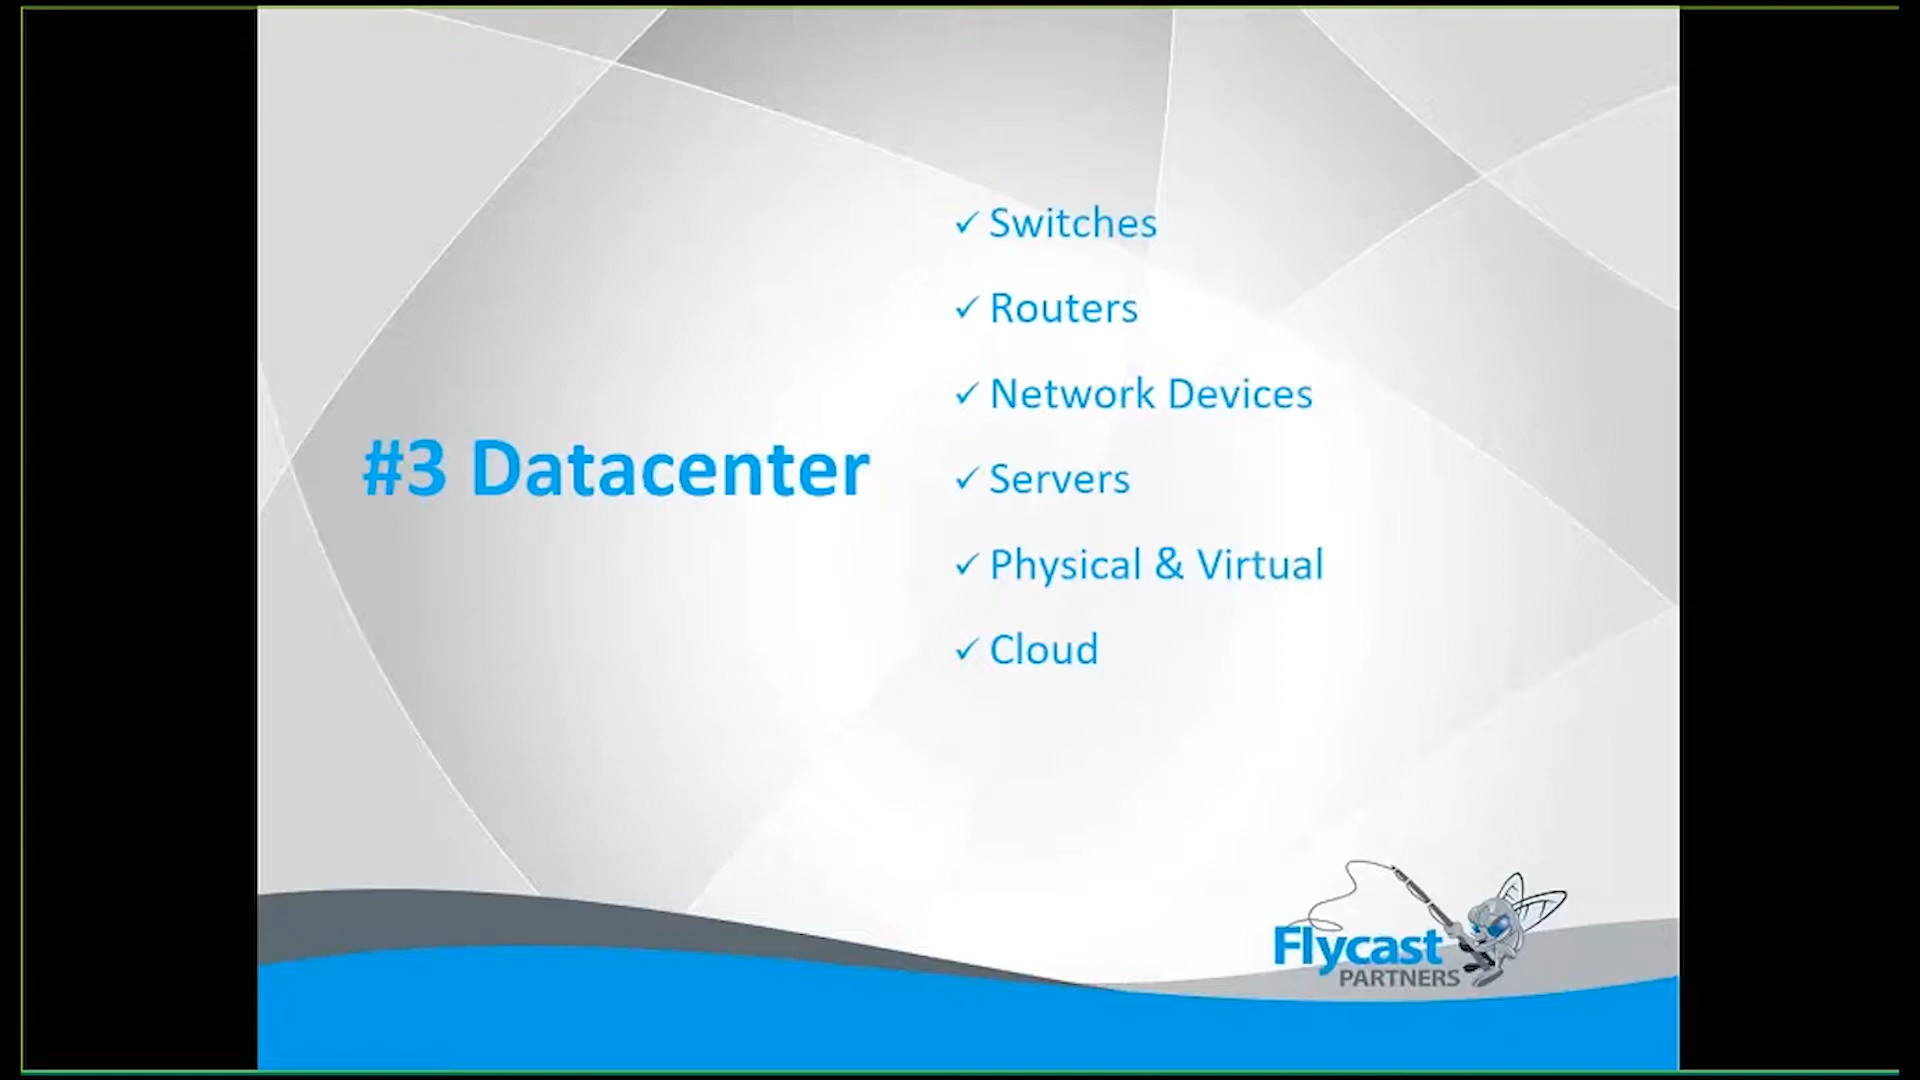 #3 Datacenter
✓ Switches
✓ Routers
✓ Network Devices
✓ Servers
✓ Physical & Virtual
✓ Cloud
Flycast
PARTNERS